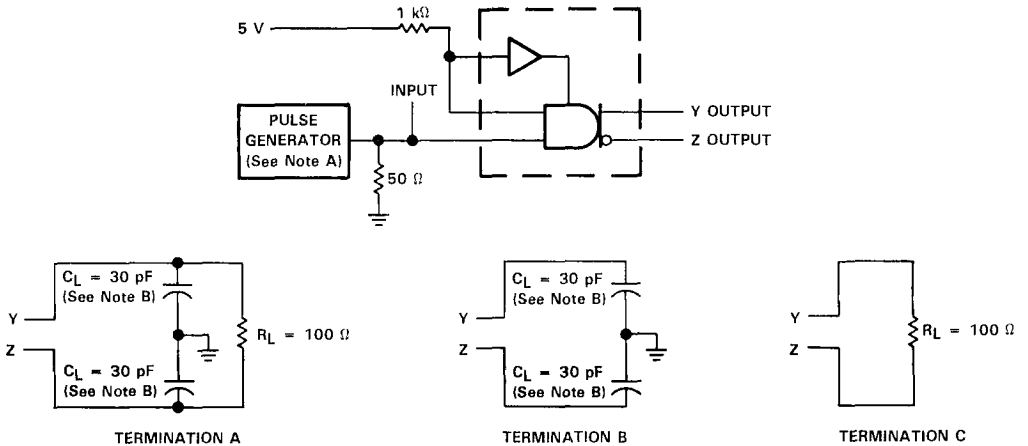 1 kΩ
5 V
INPUT
PULSE
GENERATOR
(See Note A)
50 Ω
Y OUTPUT
Z OUTPUT
CL = 30 pF
(See Note B)
Y
Z
RL = 100 Ω
CL = 30 pF
(See Note B)
TERMINATION A
CL = 30 pF
(See Note B)
Y
Z
CL = 30 pF
(See Note B)
TERMINATION B
Y
Z
RL = 100 Ω
TERMINATION C